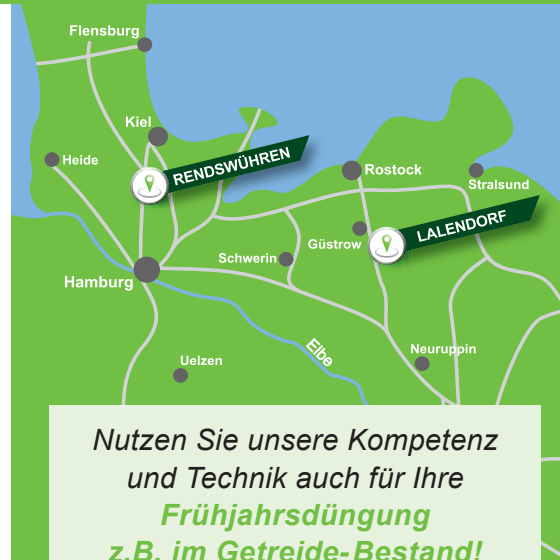 Flensburg
Kiel
Heide
RENDSWÜHREN
Rostock
Stralsund
LALENDORF
Güstrow
Schwerin
Hamburg
Elbe
Neuruppin
Uelzen
Nutzen Sie unsere Kompetenz
und Technik auch für Ihre
Frühjahrsdüngung
z.B. im Getreide-Bestand!